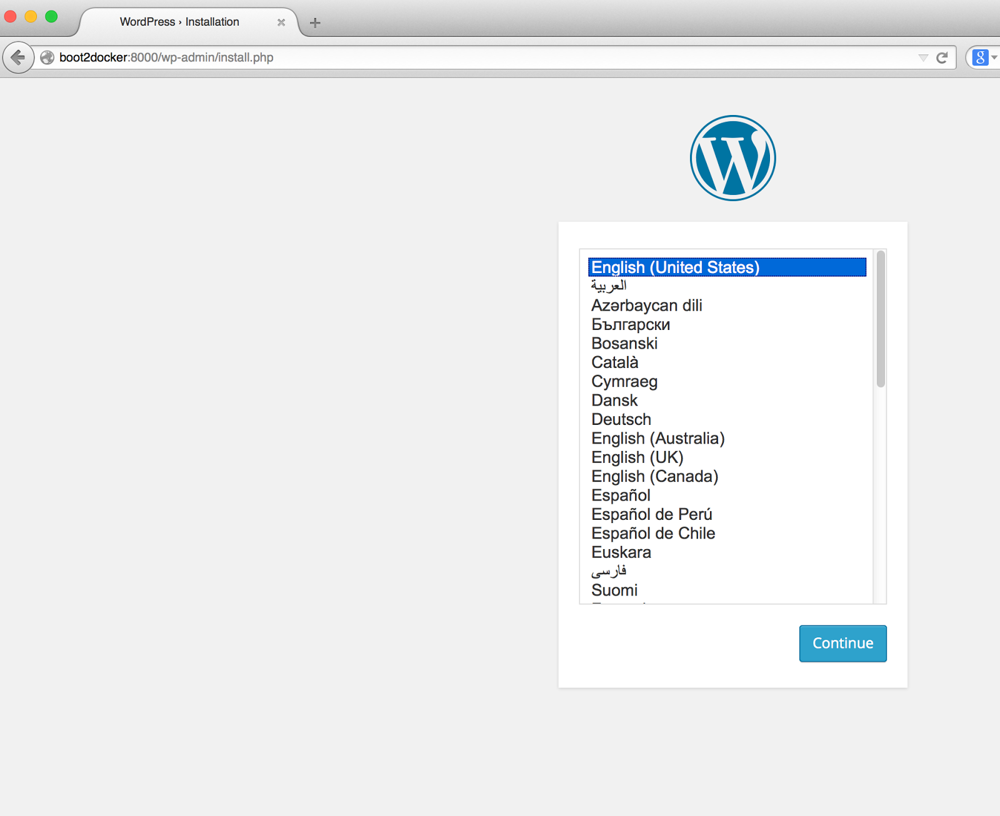 WordPress › Installation
boot2docker:8000/wp-admin/install.php
English (United States)
العربية
Azərbaycan dili
Български
Bosanski
Català
Cymraeg
Dansk
Deutsch
English (Australia)
English (UK)
English (Canada)
Español
Español de Perú
Español de Chile
Euskara
فارسی
Suomi
Continue